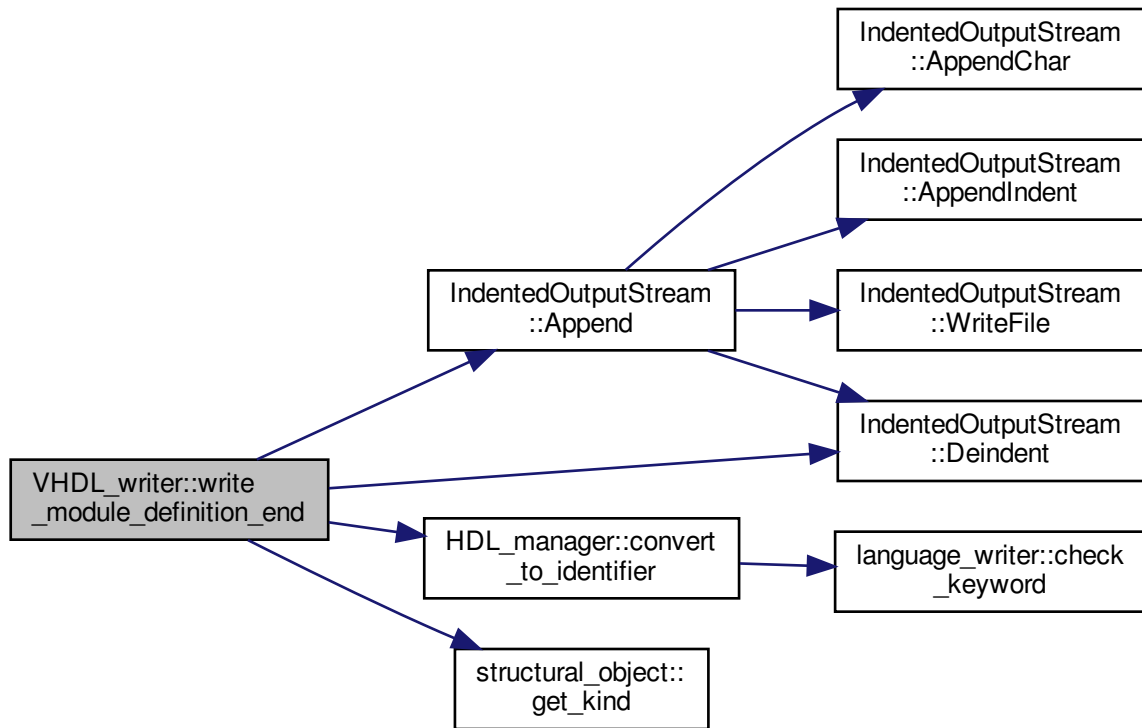 VHDL_writer::write
_module_definition_end
IndentedOutputStream
::Append
IndentedOutputStream
::AppendChar
IndentedOutputStream
::AppendIndent
IndentedOutputStream
::WriteFile
IndentedOutputStream
::Deindent
HDL_manager::convert
_to_identifier
language_writer::check
_keyword
structural_object::
get_kind